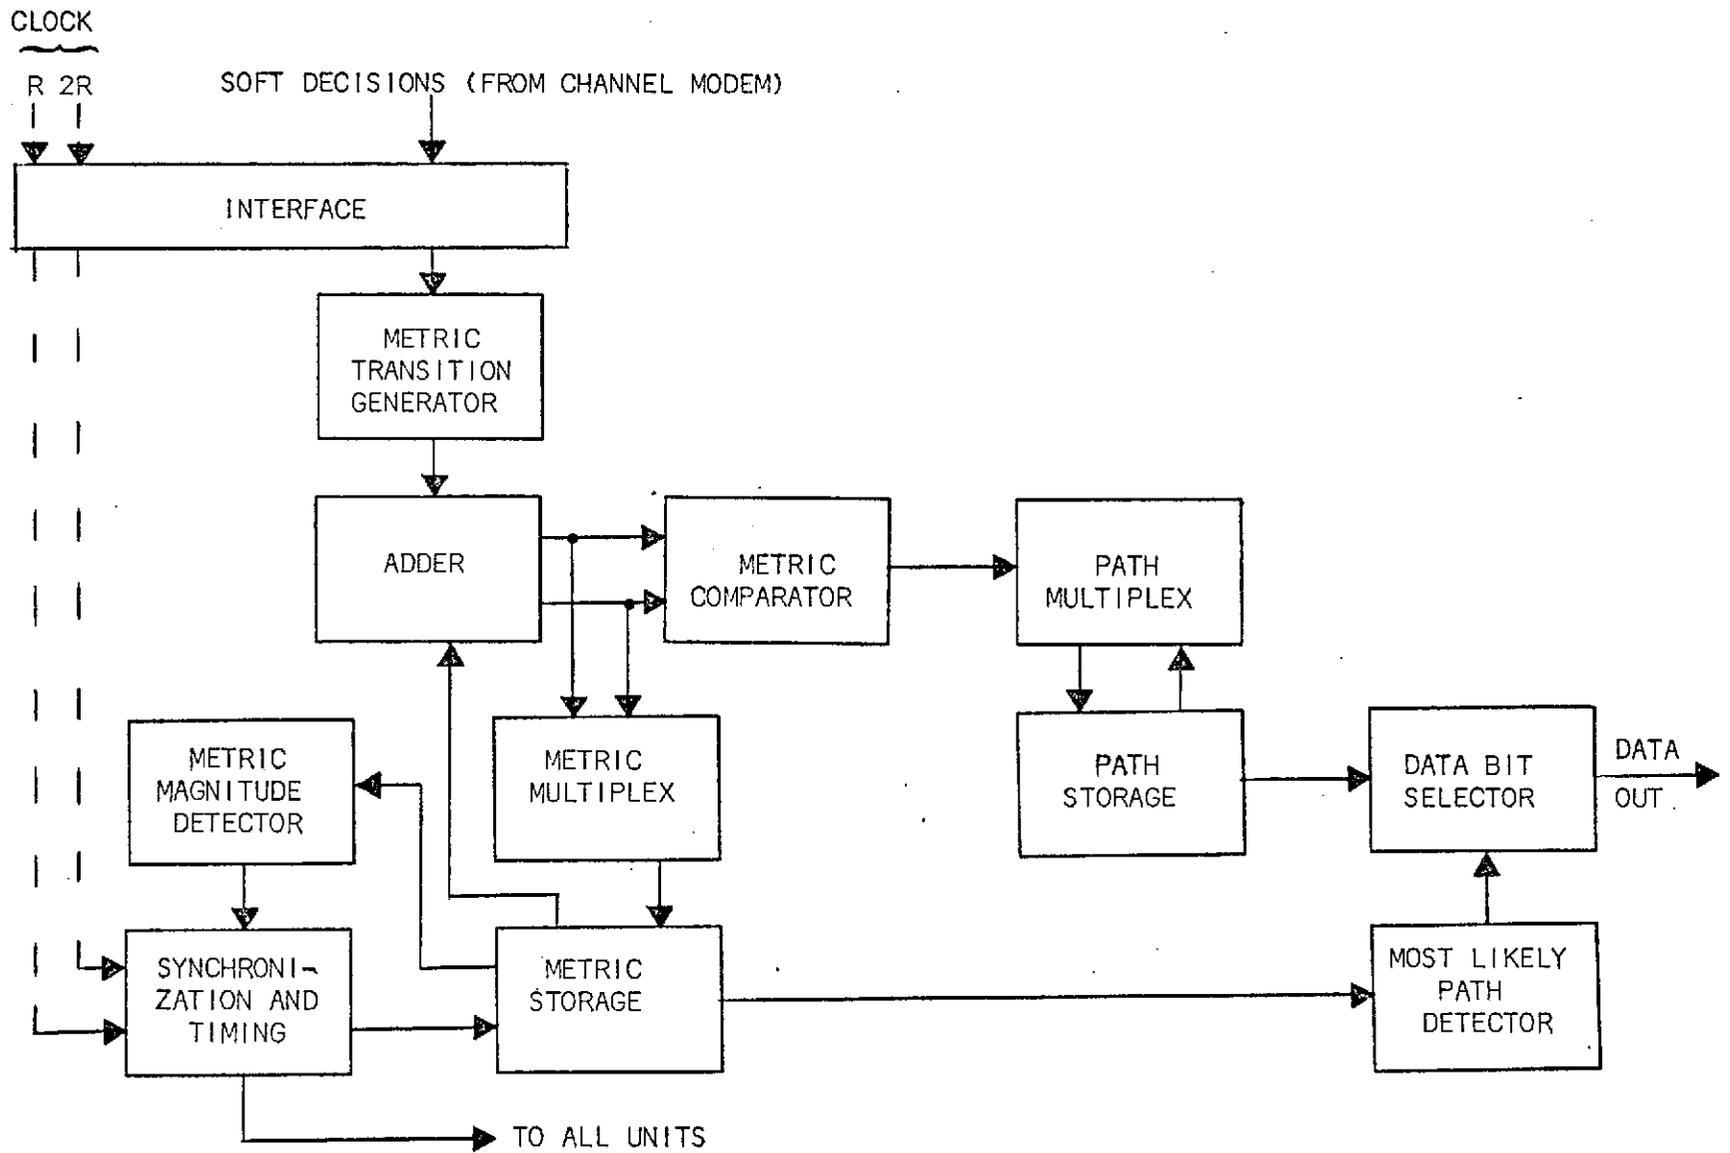 CLOCK
R 2R
SOFT DECISIONS (FROM CHANNEL MODEM)
INTERFACE
METRIC
TRANSITION
GENERATOR
ADDER
METRIC
COMPARATOR
PATH
MULTIPLEX
METRIC
MAGNITUDE
DETECTOR
METRIC
MULTIPLEX
PATH
STORAGE
DATA BIT
SELECTOR
DATA
OUT
SYNCHRONI-
ZATION AND
TIMING
METRIC
STORAGE
MOST LIKELY
PATH
DETECTOR
TO ALL UNITS